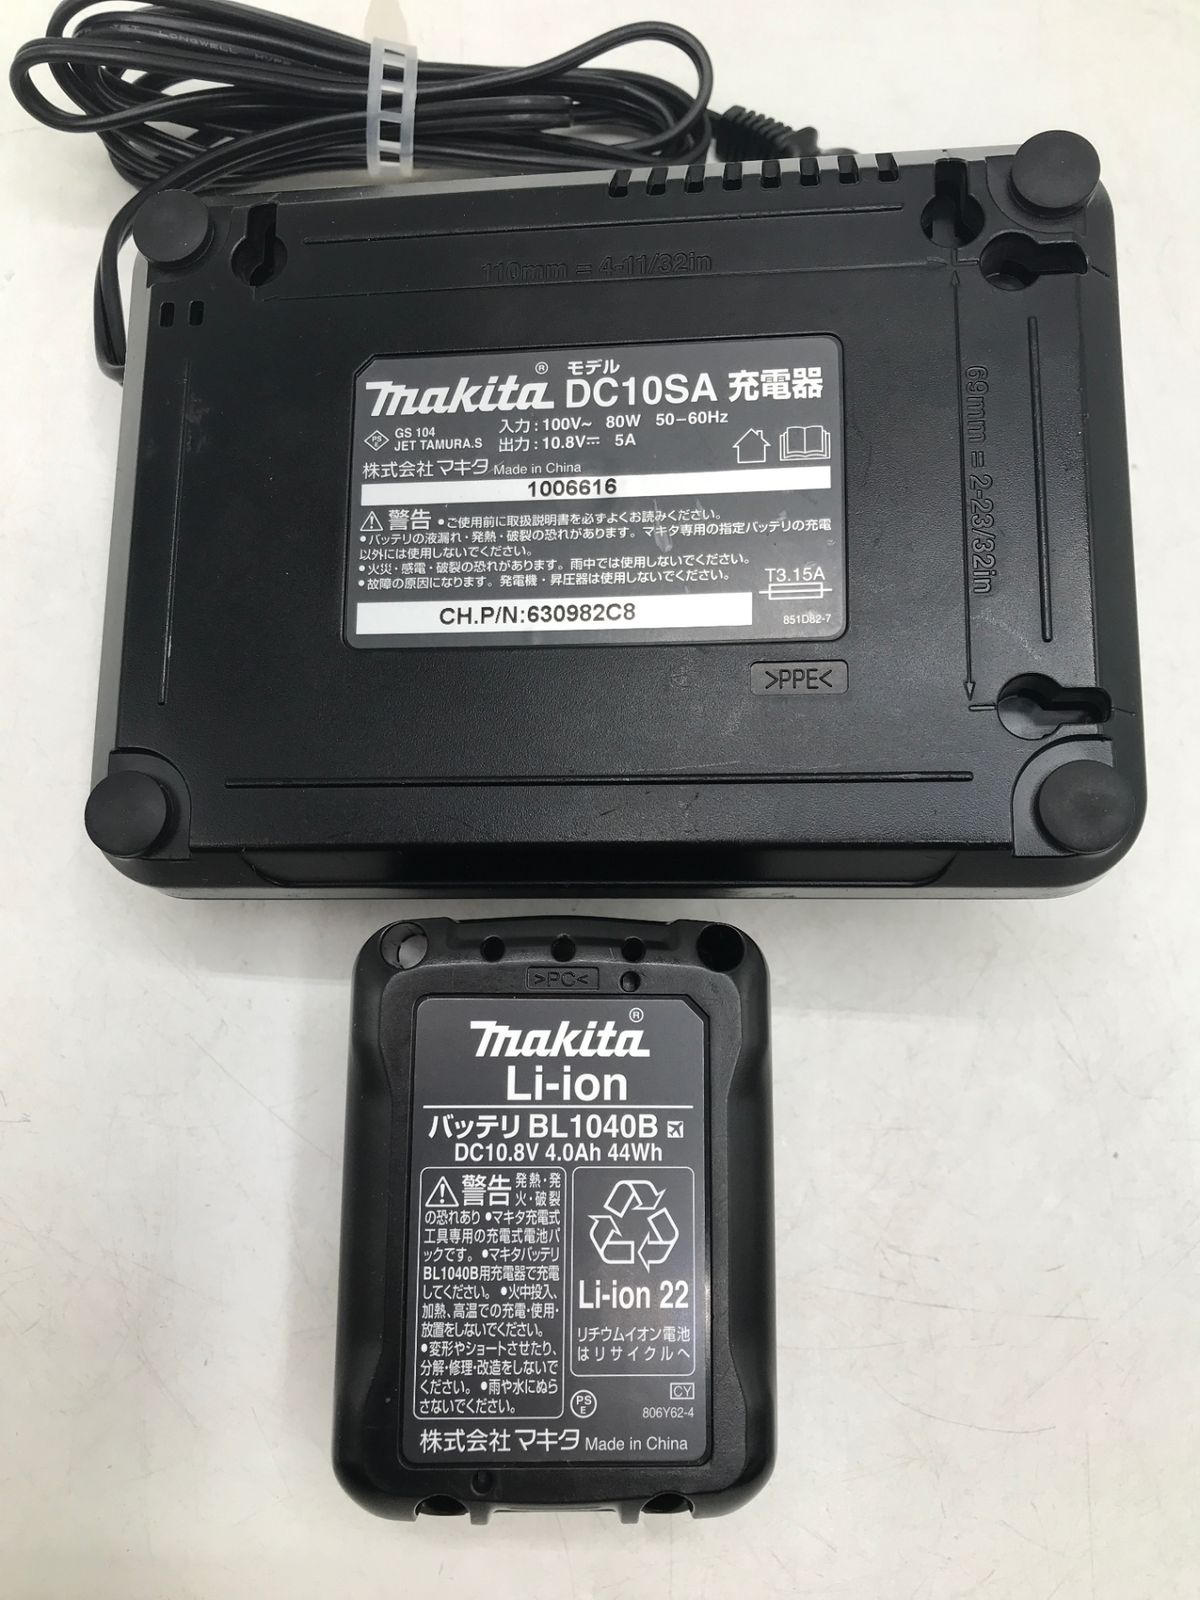 JET LONGWELL
110mm = 4-11/32in
69mm = 2-23/32in
makita® モデル DC10SA 充電器
PSE GS 104 JET TAMURA.S
入力:100V~ 80W 50-60Hz
出力:10.8V⎓ 5A
株式会社マキタ Made in China
1006616
⚠警告 •ご使用前に取扱説明書を必ずよくお読みください。
•バッテリの液漏れ・発熱・破裂の恐れがあります。マキタ専用の指定バッテリの充電
以外には使用しないでください。
•火災・感電・破裂の恐れがあります。雨中では使用しないでください。
•故障の原因になります。発電機・昇圧器は使用しないでください。
T3.15A
CH.P/N:630982C8
851D82-7
>PPE<
>PC<
makita®
Li-ion
バッテリ BL1040B
DC10.8V 4.0Ah 44Wh
⚠警告 発熱・発
火・破裂
の恐れあり •マキタ充電式
工具専用の充電式電池パ
ックです。•マキタバッテリ
BL1040B用充電器で充電
してください。•火中投入、
加熱、高温での充電・使用・
放置をしないでください。
•変形やショートさせたり、
分解・修理・改造をしないで
ください。•雨や水にぬら
さないでください。
Li-ion 22
リチウムイオン電池
はリサイクルへ
PSE
CY
806Y62-4
株式会社マキタ Made in China